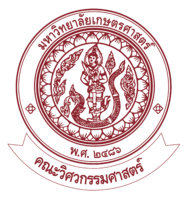 มหาวิทยาลัยเกษตรศาสตร์
พ.ศ. ๒๔๘๖
คณะวิศวกรรมศาสตร์